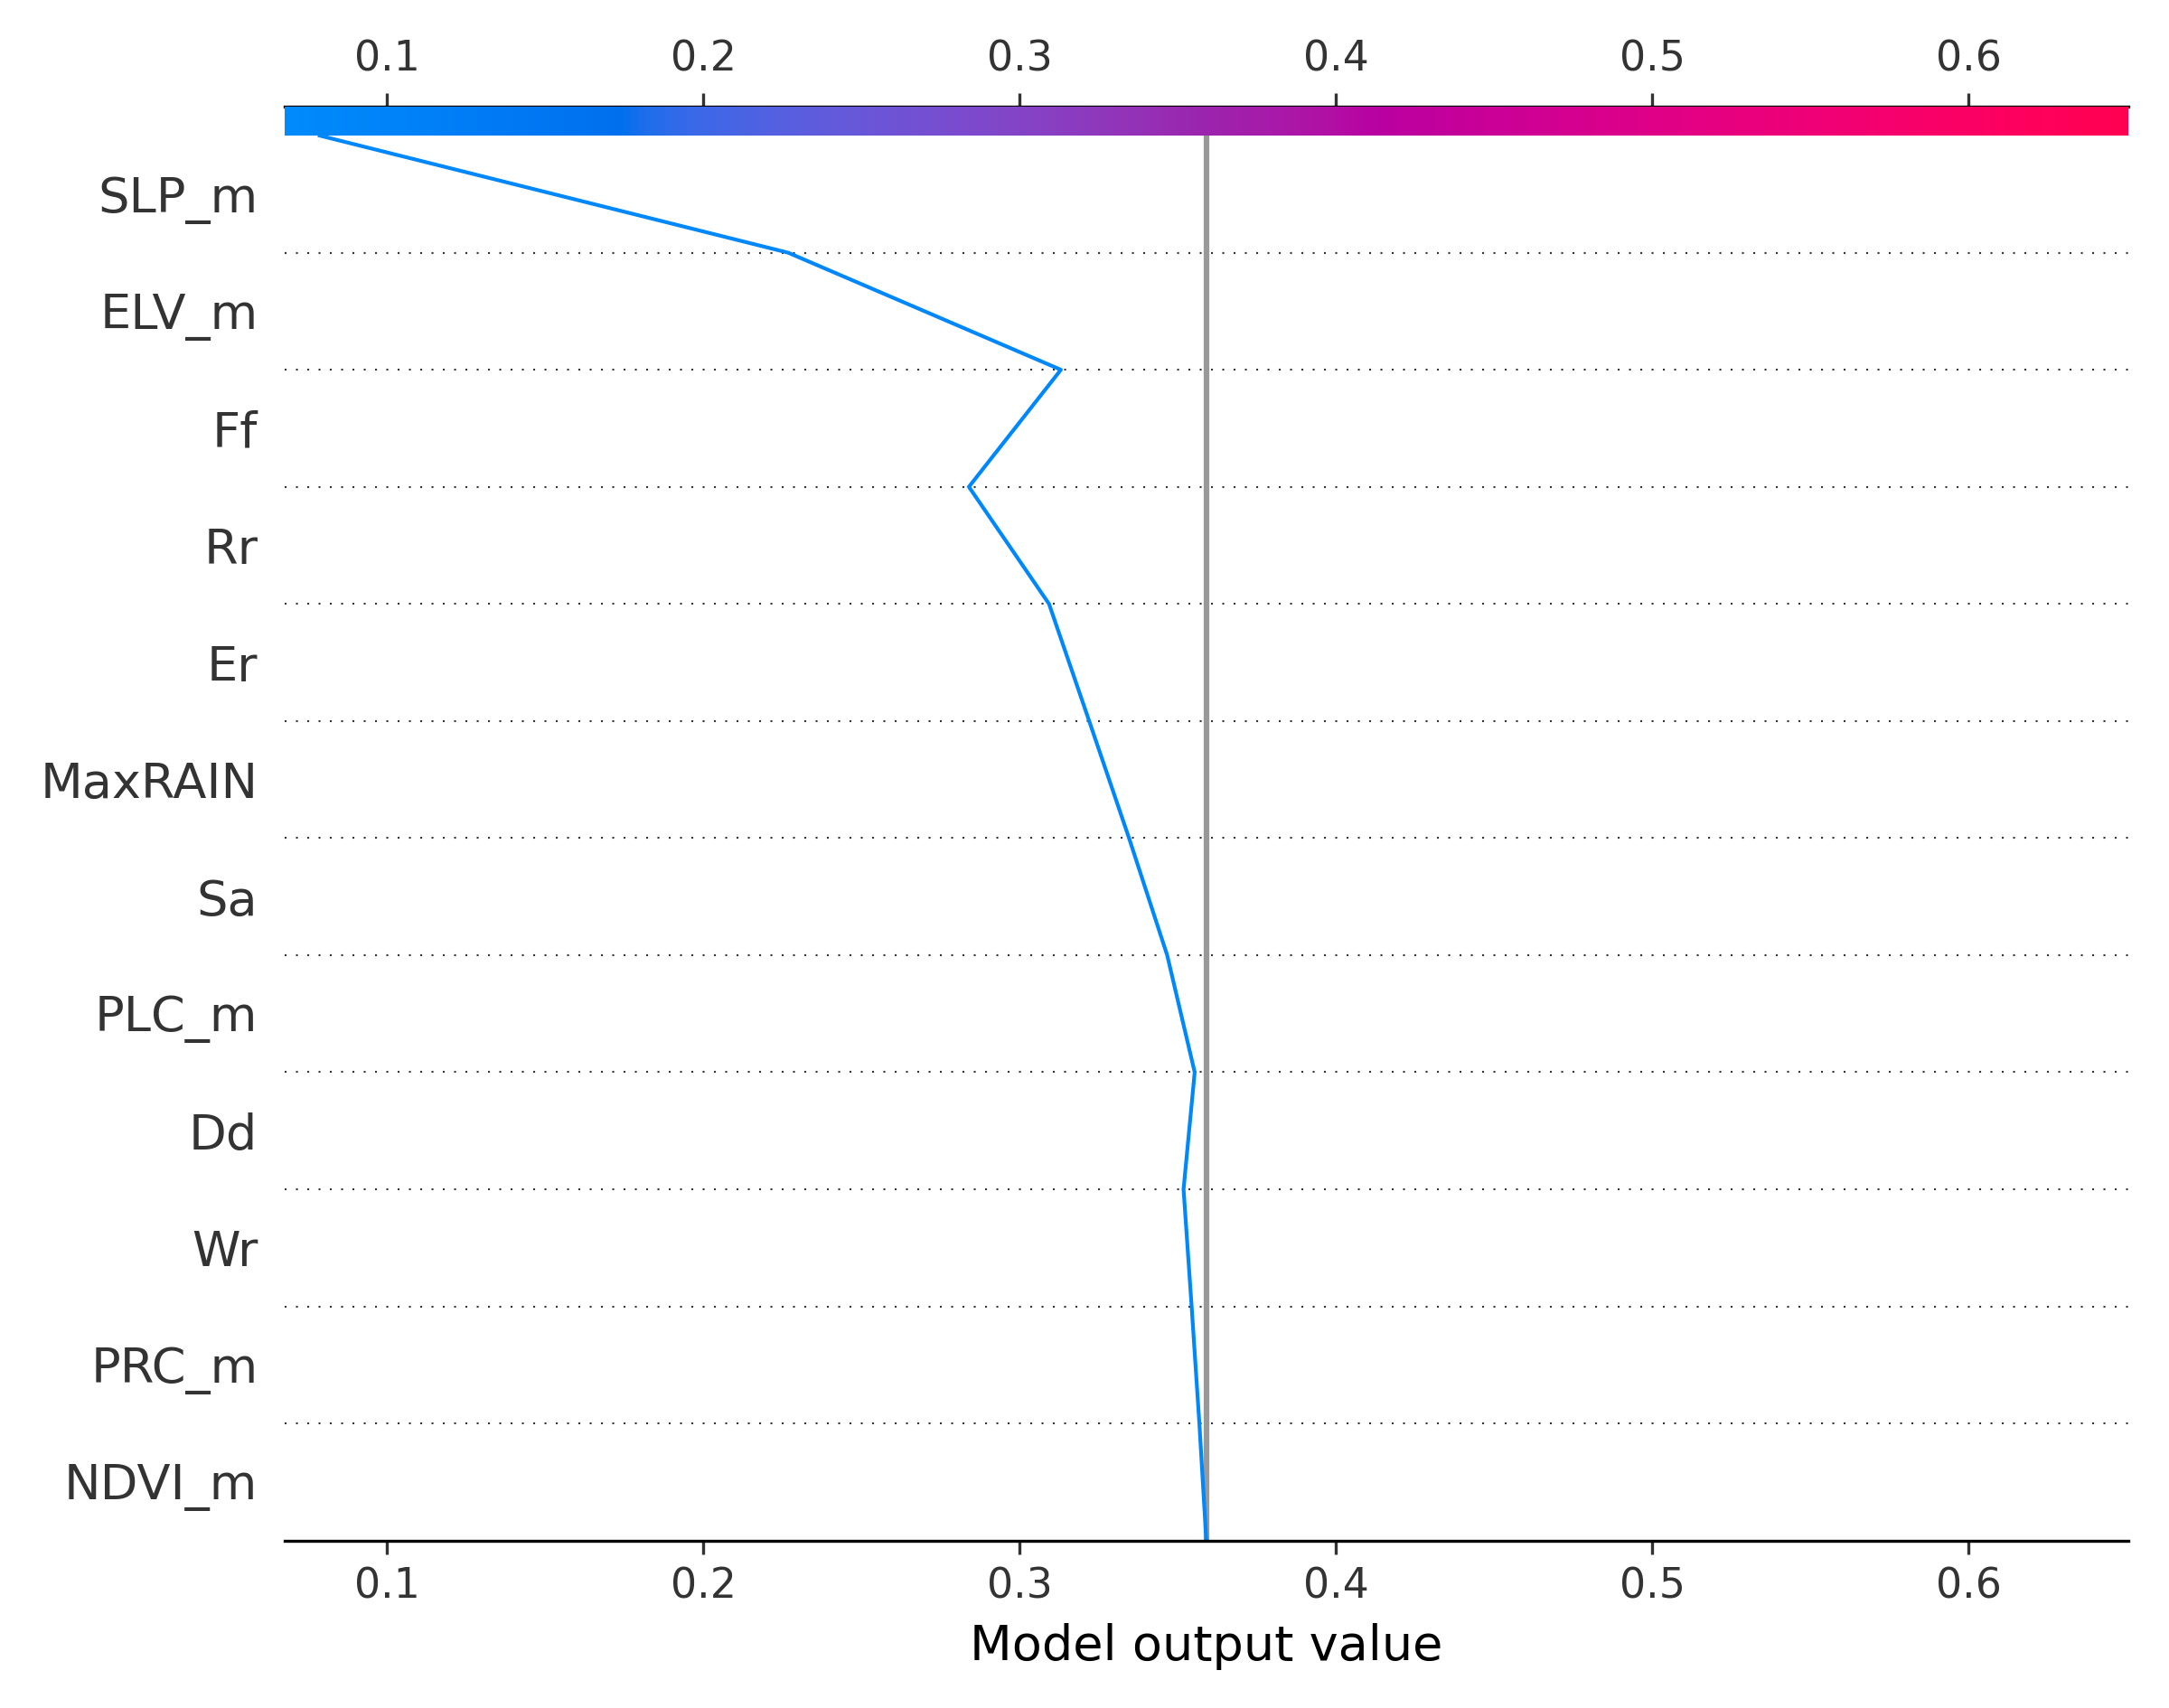 0.1 0.2 0.3 0.4 0.5 0.6
SLP_m
ELV_m
Ff
Rr
Er
MaxRAIN
Sa
PLC_m
Dd
Wr
PRC_m
NDVI_m
0.1 0.2 0.3 0.4 0.5 0.6
Model output value